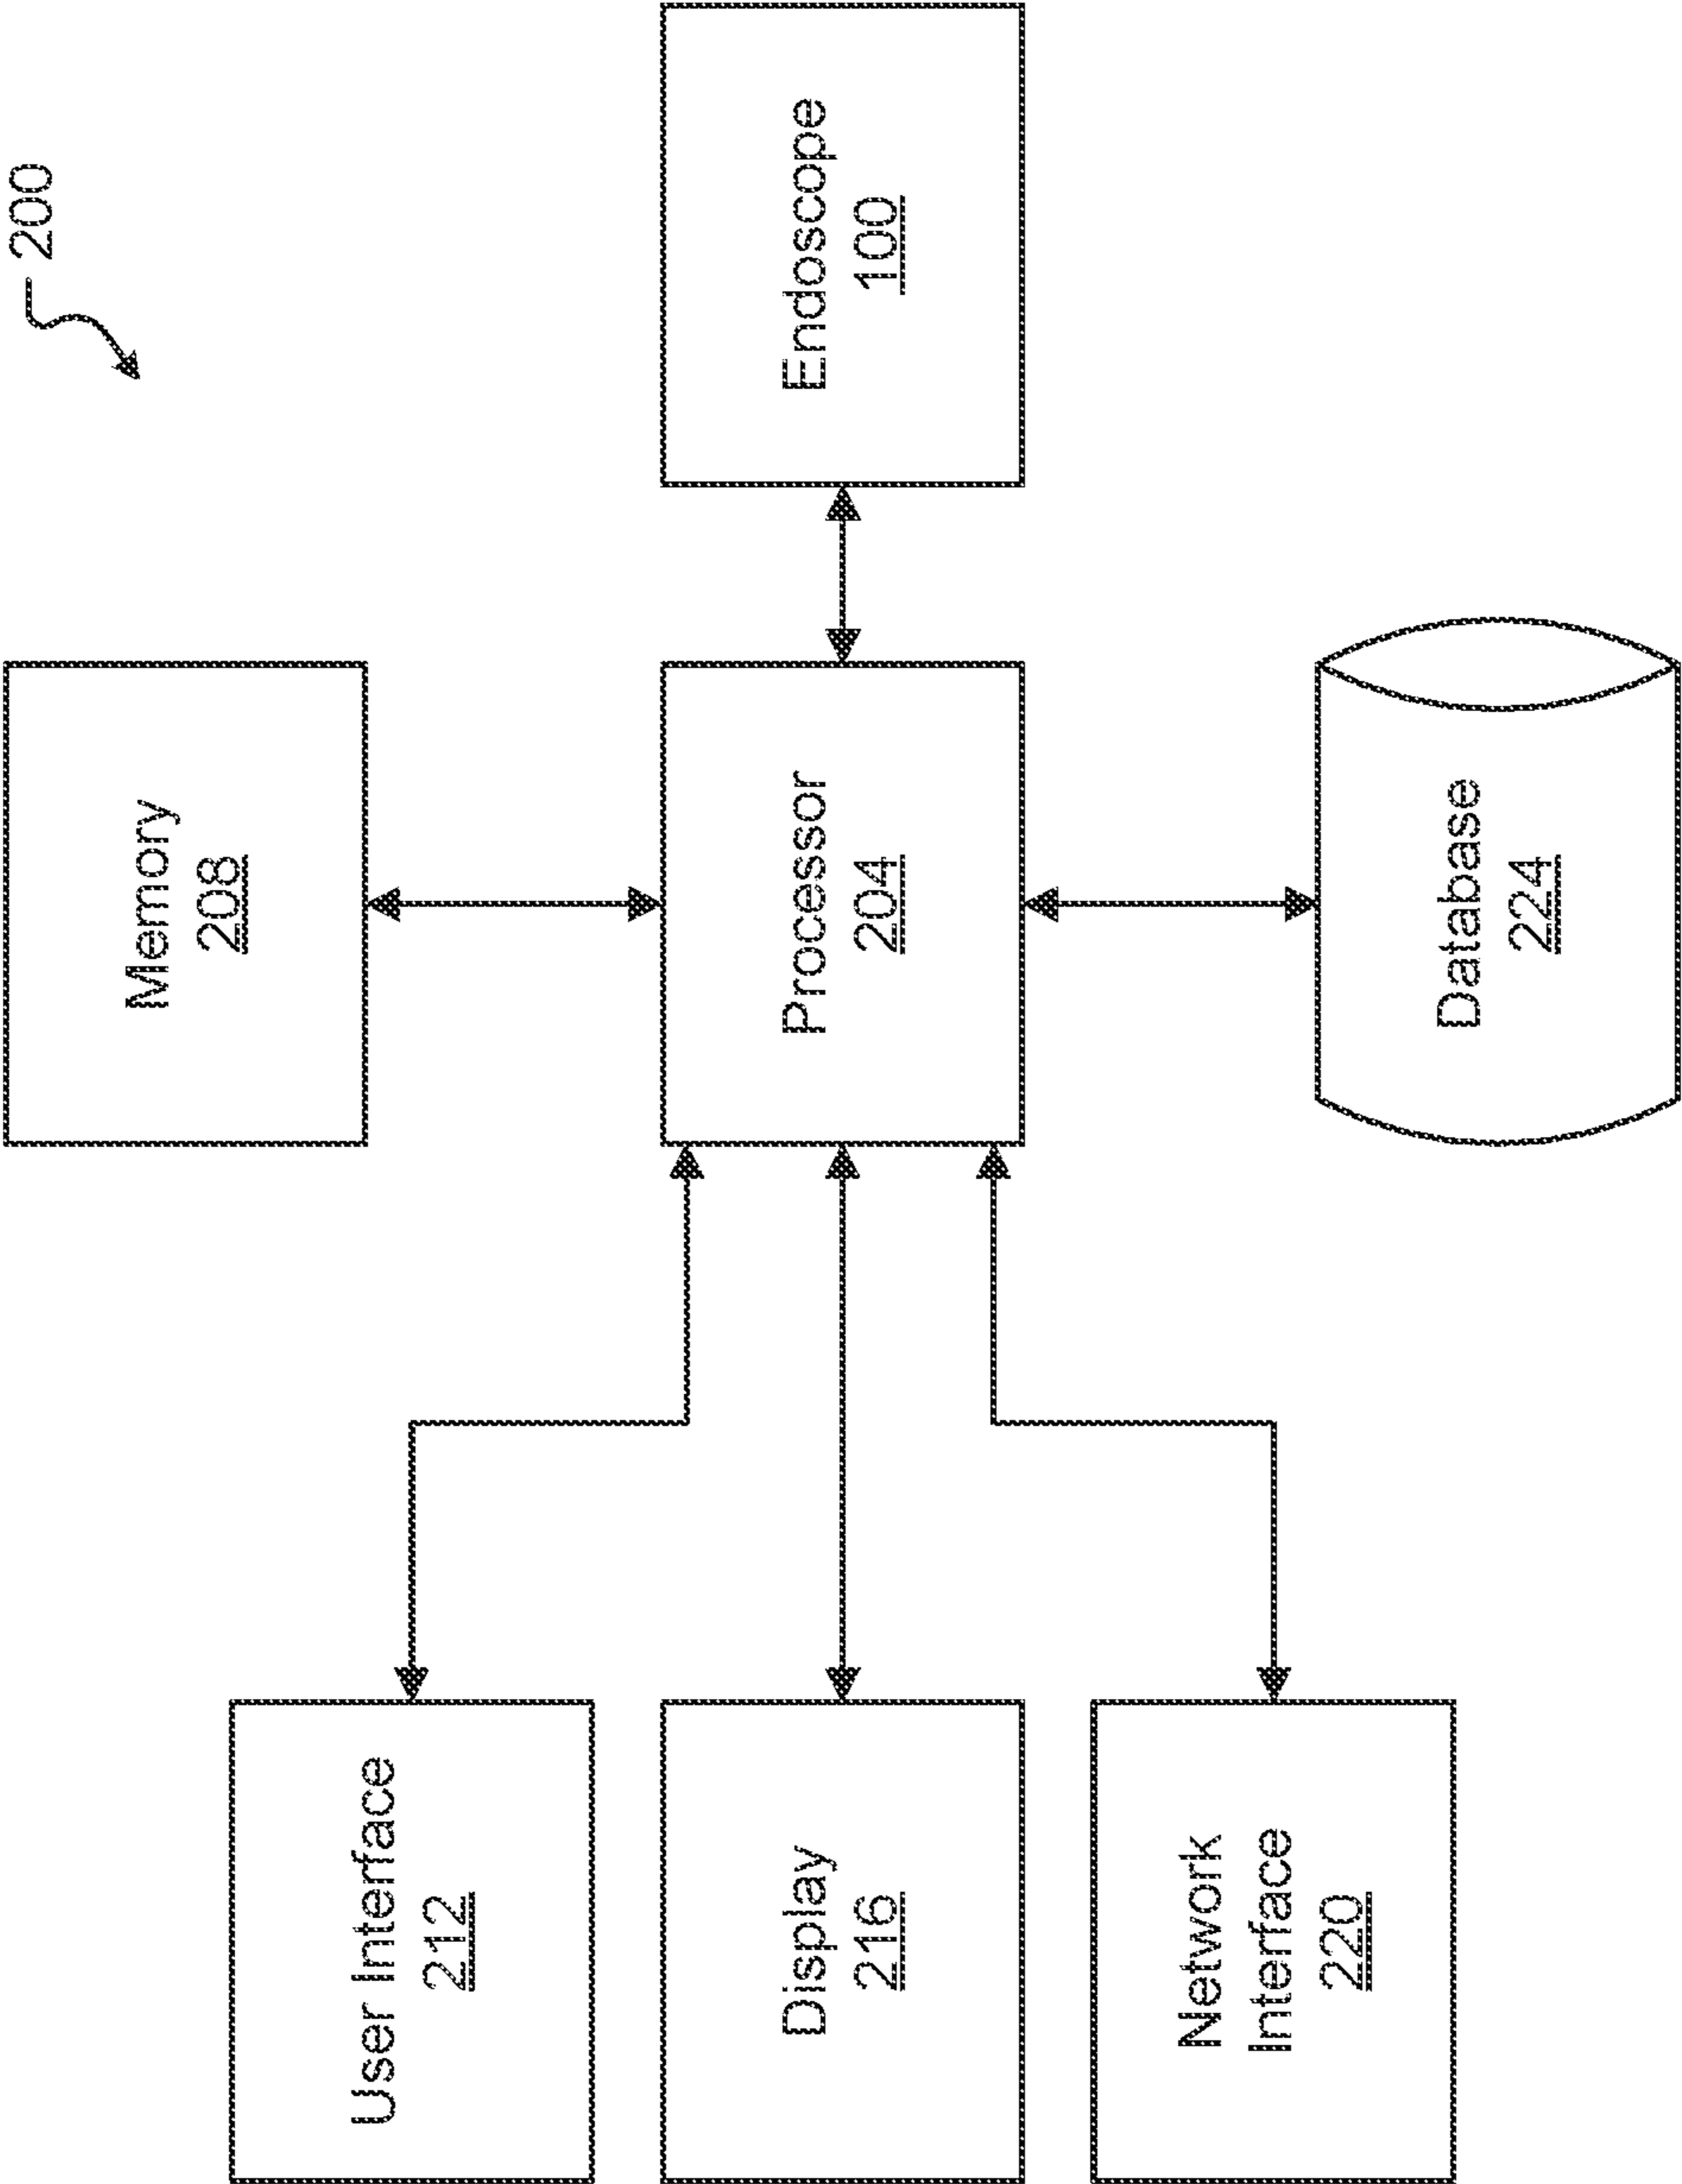 200
Memory
208
User Interface
212
Display
216
Processor
204
Endoscope
100
Network
Interface
220
Database
224